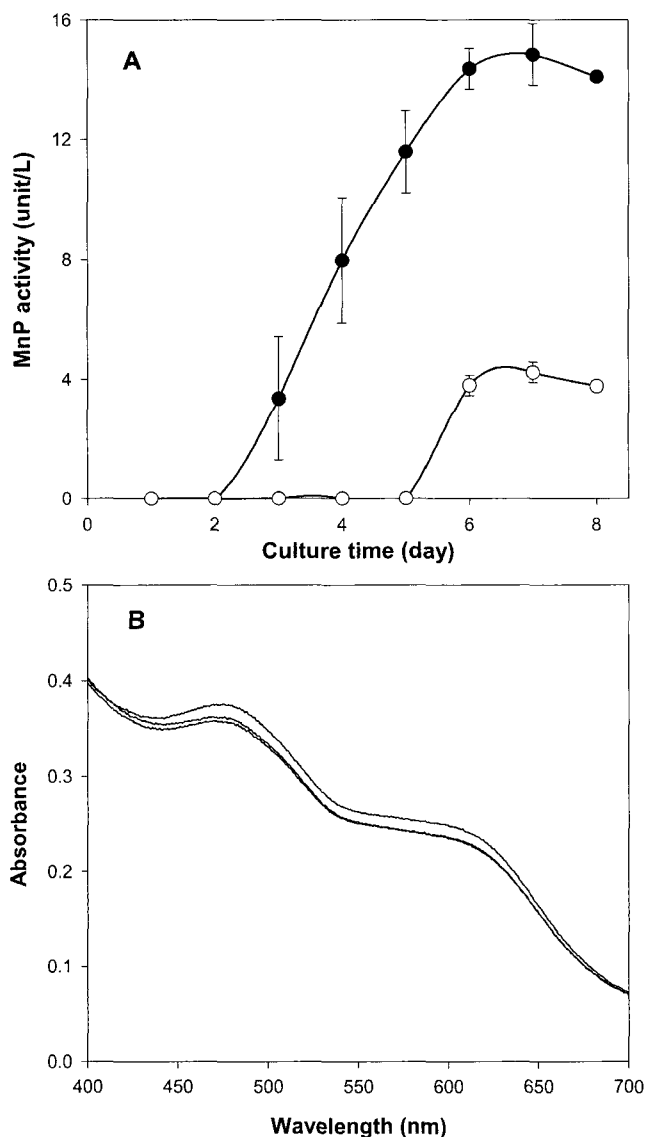 A
MnP activity (unit/L)
16
12
8
4
0
0 2 4 6 8
Culture time (day)
B
Absorbance
0.5
0.4
0.3
0.2
0.1
0.0
400 450 500 550 600 650 700
Wavelength (nm)